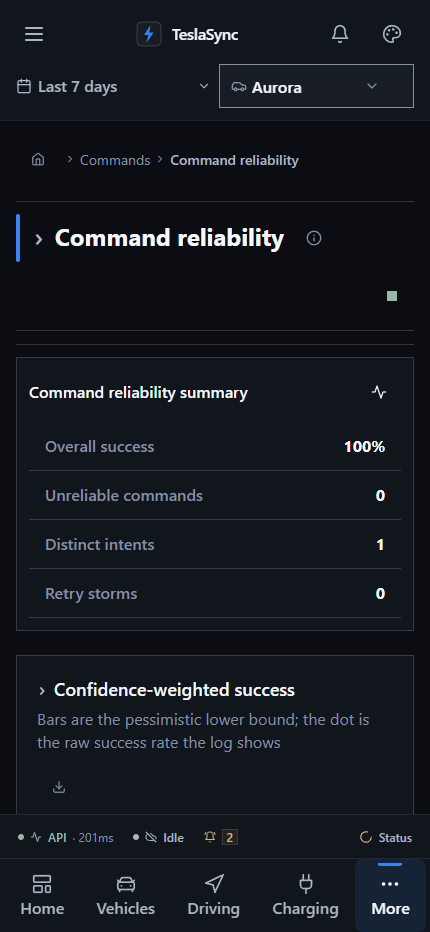 TeslaSync
Last 7 days
Aurora
Commands
Command reliability
Command reliability
Command reliability summary
Overall success 100%
Unreliable commands 0
Distinct intents 1
Retry storms 0
Confidence-weighted success
Bars are the pessimistic lower bound; the dot is
the raw success rate the log shows
API · 201ms Idle 2 Status
Home Vehicles Driving Charging More